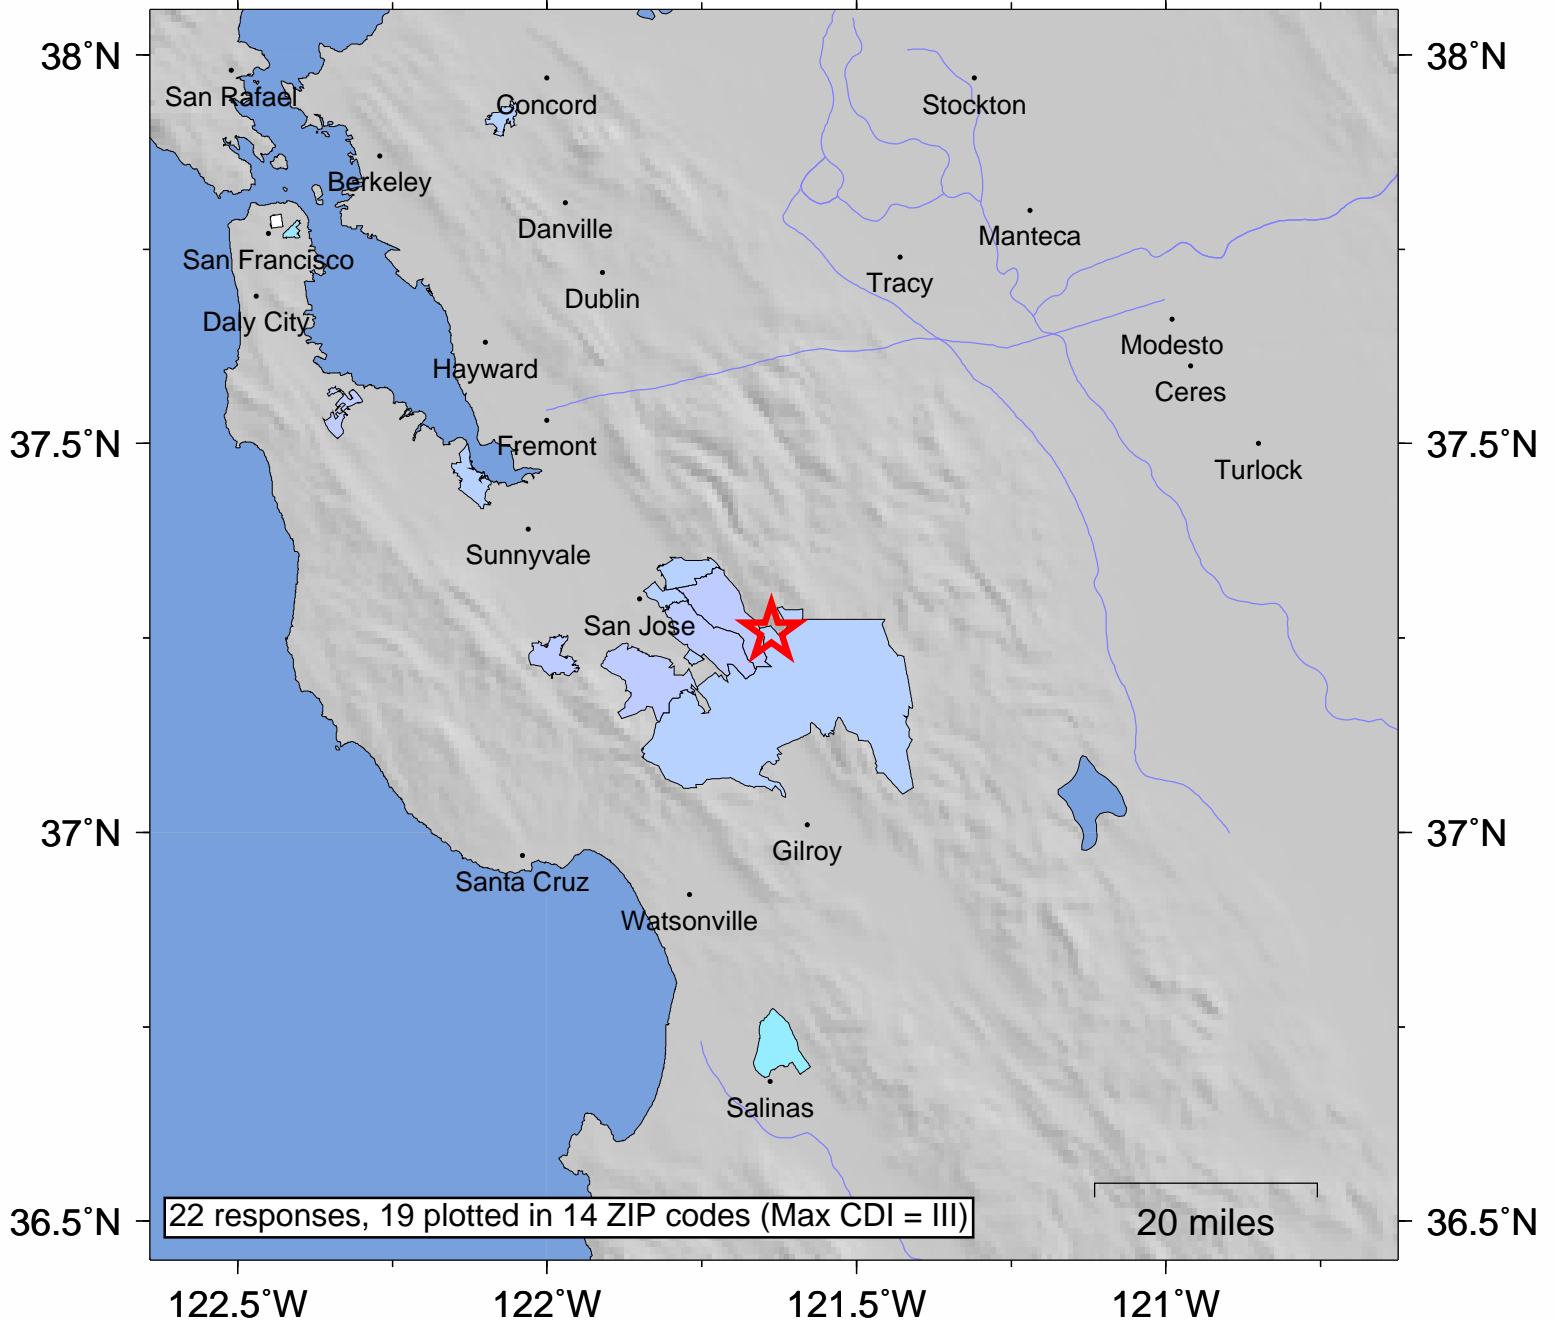 38°N
38°N
San Rafael
Concord
Stockton
Berkeley
Danville
Manteca
San Francisco
Tracy
Dublin
Daly City
Modesto
Hayward
Ceres
37.5°N
Fremont
37.5°N
Turlock
Sunnyvale
San Jose
37°N
37°N
Gilroy
Santa Cruz
Watsonville
Salinas
22 responses, 19 plotted in 14 ZIP codes (Max CDI = III)
20 miles
36.5°N
36.5°N
122.5°W
122°W
121.5°W
121°W